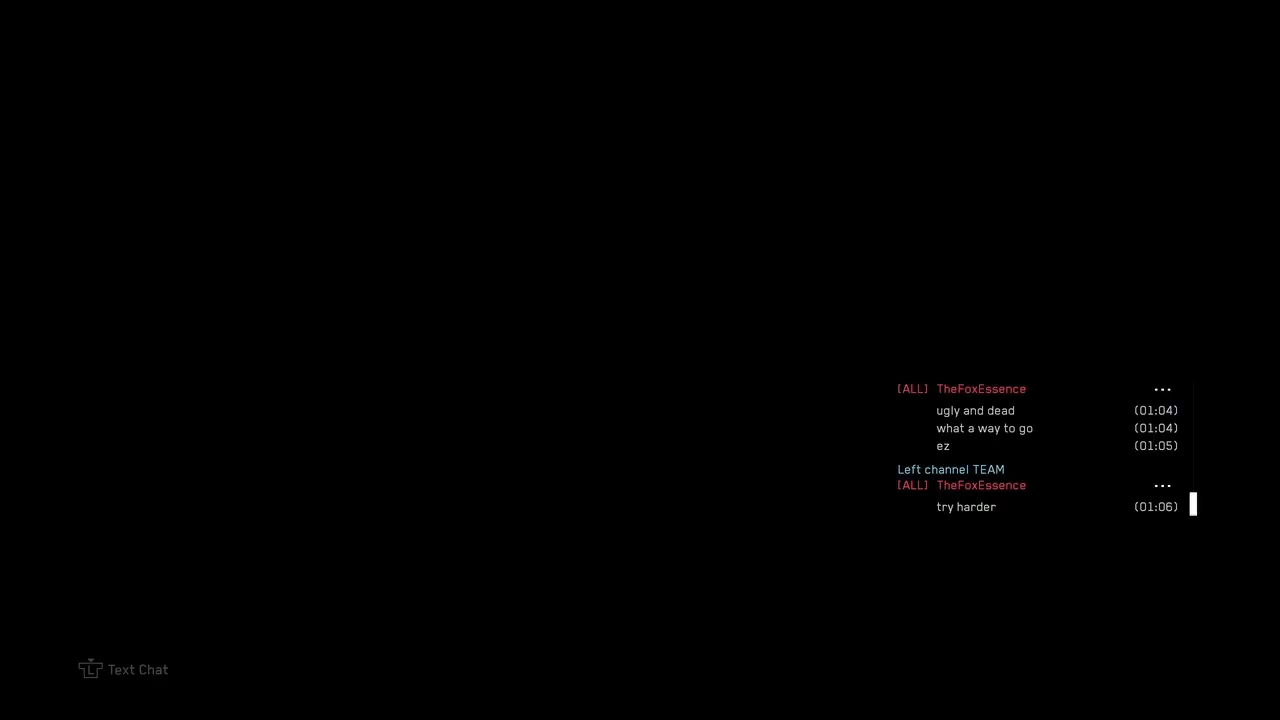 [ALL] TheFoxEssence ...
ugly and dead (01:04)
what a way to go (01:04)
ez (01:05)
Left channel TEAM
[ALL] TheFoxEssence ...
try harder (01:06)
L Text Chat